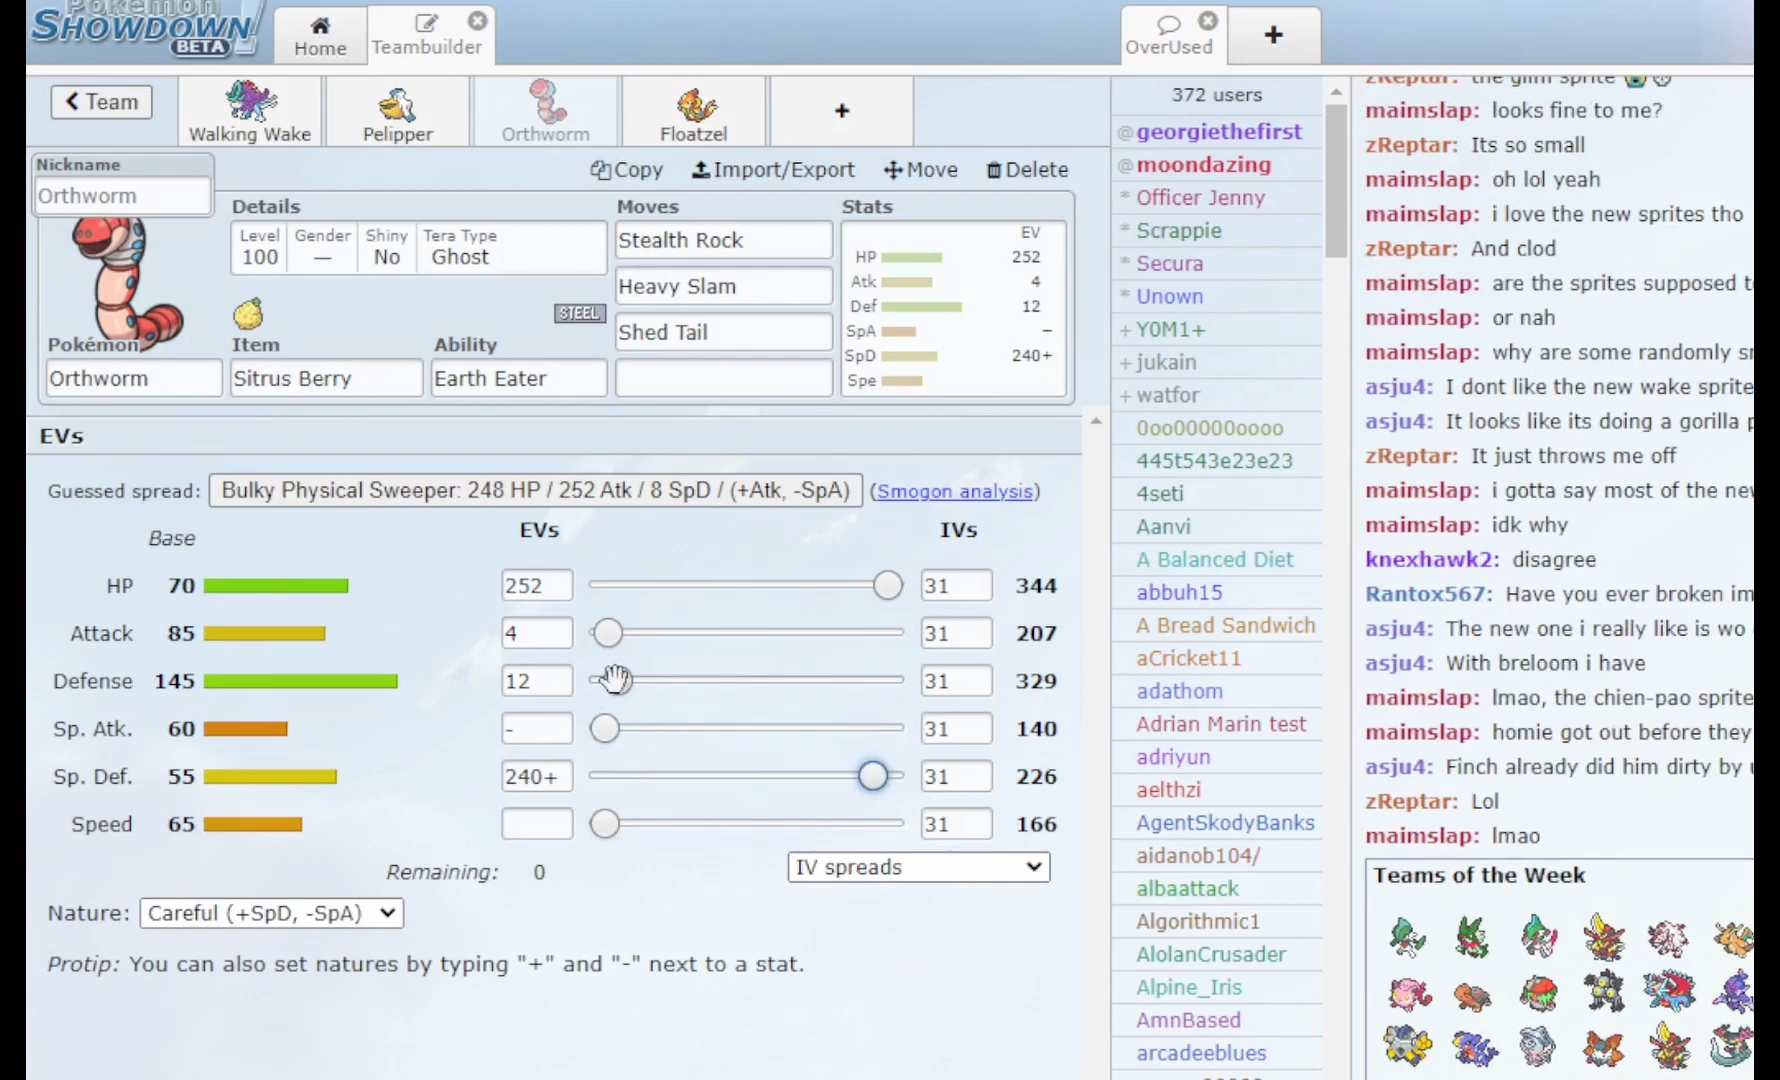 Pokémon
SHOWDOWN!
BETA
Home
Teambuilder
OverUsed
+
Team
Walking Wake
Pelipper
Orthworm
Floatzel
+
Nickname
Orthworm
Copy
Import/Export
Move
Delete
Details
Level
100
Gender
—
Shiny
No
Tera Type
Ghost
STEEL
Pokémon
Orthworm
Item
Sitrus Berry
Ability
Earth Eater
Moves
Stealth Rock
Heavy Slam
Shed Tail
Stats
EV
HP 252
Atk 4
Def 12
SpA –
SpD 240+
Spe
EVs
Guessed spread: Bulky Physical Sweeper: 248 HP / 252 Atk / 8 SpD / (+Atk, -SpA) (Smogon analysis)
Base EVs IVs
HP 70 252 31 344
Attack 85 4 31 207
Defense 145 12 31 329
Sp. Atk. 60 - 31 140
Sp. Def. 55 240+ 31 226
Speed 65 31 166
Remaining: 0
IV spreads
Nature: Careful (+SpD, -SpA)
Protip: You can also set natures by typing "+" and "-" next to a stat.
372 users
@georgiethefirst
@moondazing
* Officer Jenny
* Scrappie
* Secura
* Unown
+Y0M1+
+jukain
+watfor
0oo00000oooo
445t543e23e23
4seti
Aanvi
A Balanced Diet
abbuh15
A Bread Sandwich
aCricket11
adathom
Adrian Marin test
adriyun
aelthzi
AgentSkodyBanks
aidanob104/
albaattack
Algorithmic1
AlolanCrusader
Alpine_Iris
AmnBased
arcadeeblues
zReptar: the glim sprite
maimslap: looks fine to me?
zReptar: Its so small
maimslap: oh lol yeah
maimslap: i love the new sprites tho
zReptar: And clod
maimslap: are the sprites supposed t
maimslap: or nah
maimslap: why are some randomly s
asju4: I dont like the new wake sprite
asju4: It looks like its doing a gorilla p
zReptar: It just throws me off
maimslap: i gotta say most of the ne
maimslap: idk why
knexhawk2: disagree
Rantox567: Have you ever broken im
asju4: The new one i really like is wo
asju4: With breloom i have
maimslap: lmao, the chien-pao sprite
maimslap: homie got out before they
asju4: Finch already did him dirty by
zReptar: Lol
maimslap: lmao
Teams of the Week